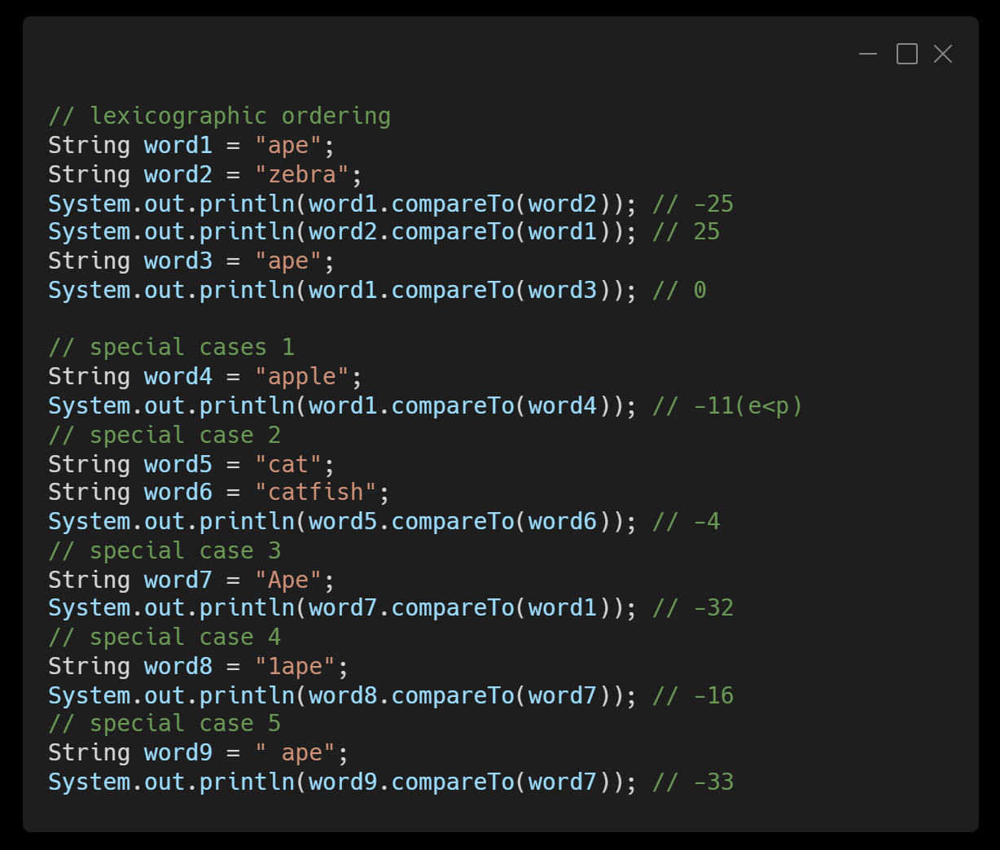 // lexicographic ordering
String word1 = "ape";
String word2 = "zebra";
System.out.println(word1.compareTo(word2)); // -25
System.out.println(word2.compareTo(word1)); // 25
String word3 = "ape";
System.out.println(word1.compareTo(word3)); // 0

// special cases 1
String word4 = "apple";
System.out.println(word1.compareTo(word4)); // -11(e<p)
// special case 2
String word5 = "cat";
String word6 = "catfish";
System.out.println(word5.compareTo(word6)); // -4
// special case 3
String word7 = "Ape";
System.out.println(word7.compareTo(word1)); // -32
// special case 4
String word8 = "1ape";
System.out.println(word8.compareTo(word7)); // -16
// special case 5
String word9 = " ape";
System.out.println(word9.compareTo(word7)); // -33